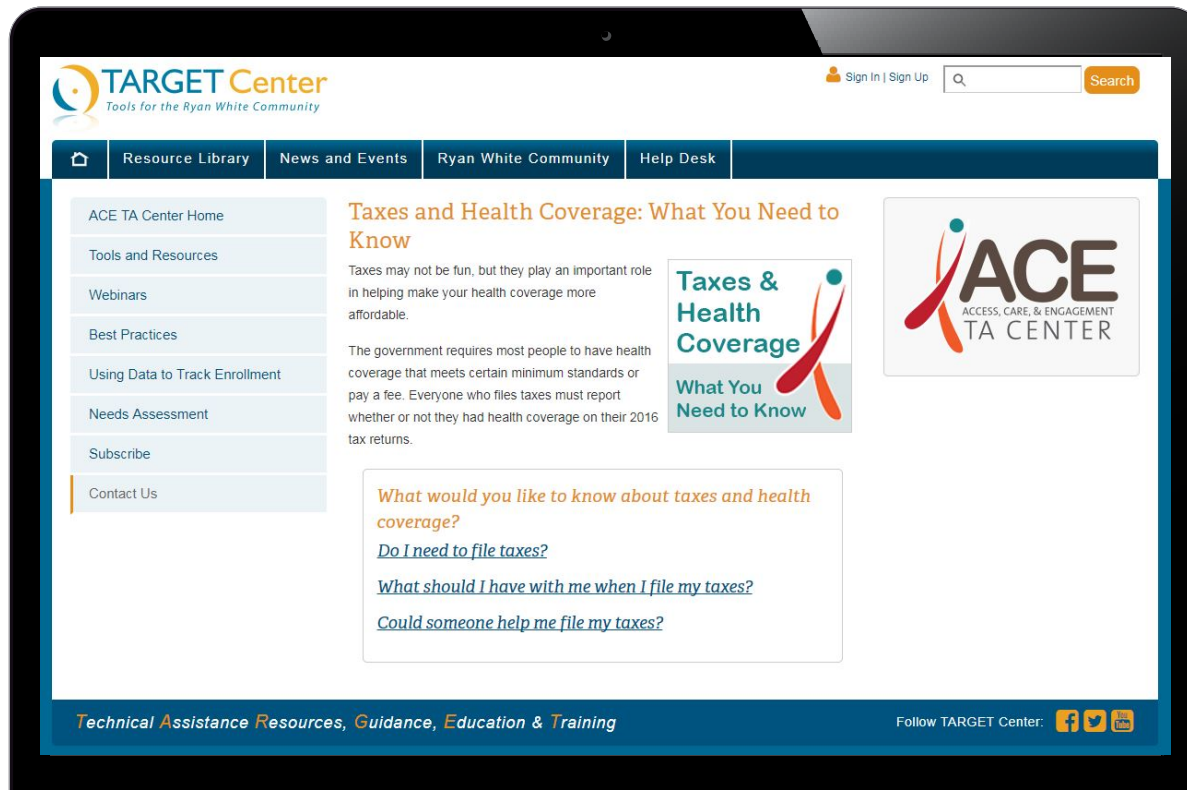 TARGET Center
Tools for the Ryan White Community
Sign In | Sign Up
Search
Resource Library
News and Events
Ryan White Community
Help Desk
ACE TA Center Home
Tools and Resources
Webinars
Best Practices
Using Data to Track Enrollment
Needs Assessment
Subscribe
Contact Us
Taxes and Health Coverage: What You Need to
Know
Taxes may not be fun, but they play an important role
in helping make your health coverage more
affordable.
The government requires most people to have health
coverage that meets certain minimum standards or
pay a fee. Everyone who files taxes must report
whether or not they had health coverage on their 2016
tax returns.
Taxes &
Health
Coverage
What You
Need to Know
What would you like to know about taxes and health
coverage?
Do I need to file taxes?
What should I have with me when I file my taxes?
Could someone help me file my taxes?
ACE
ACCESS, CARE, & ENGAGEMENT
TA CENTER
Technical Assistance Resources, Guidance, Education & Training
Follow TARGET Center:
You
Tube